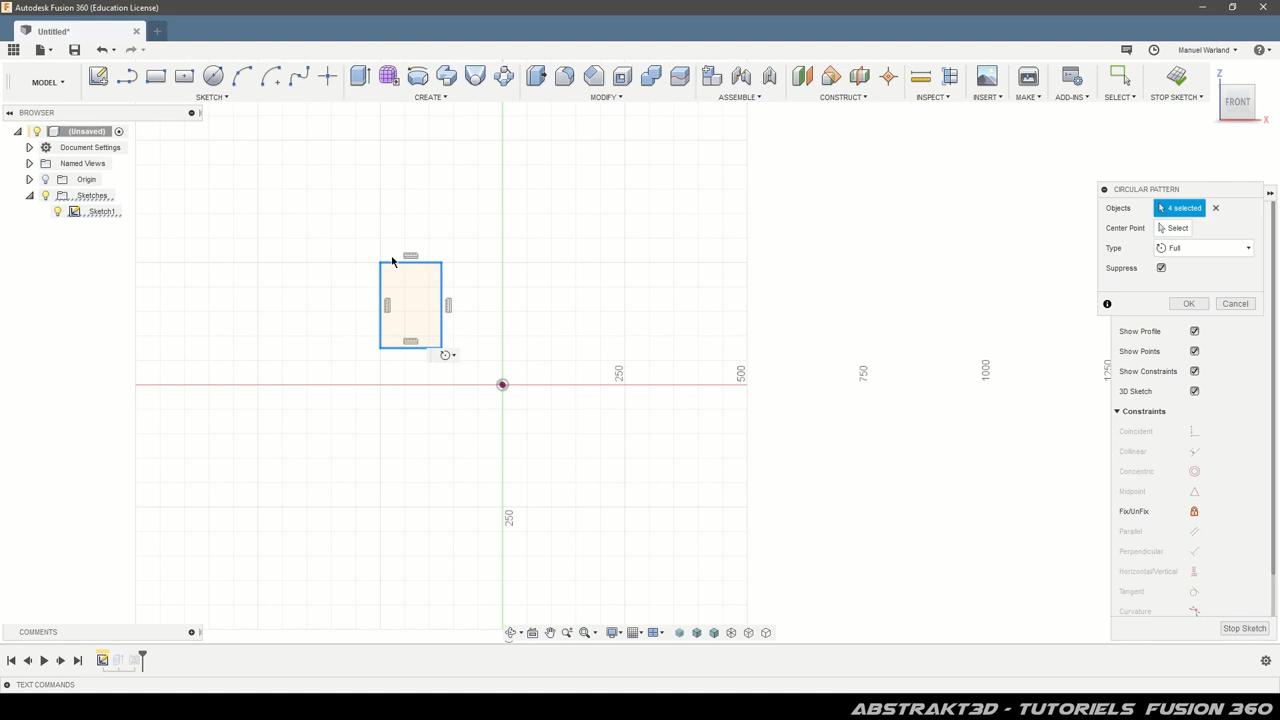 Autodesk Fusion 360 (Education License)
Untitled*
Manuel Warland
MODEL
SKETCH
CREATE
MODIFY
ASSEMBLE
CONSTRUCT
INSPECT
INSERT
MAKE
ADD-INS
SELECT
STOP SKETCH
Z
FRONT
X
BROWSER
(Unsaved)
Document Settings
Named Views
Origin
Sketches
Sketch1
250
500
750
1000
250
CIRCULAR PATTERN
Objects 4 selected
Center Point Select
Type Full
Suppress
OK Cancel
Show Profile
Show Points
Show Constraints
3D Sketch
Constraints
Coincident
Collinear
Concentric
Midpoint
Fix/UnFix
Parallel
Perpendicular
Horizontal/Vertical
Tangent
Curvature
Stop Sketch
COMMENTS
TEXT COMMANDS
ABSTRAKT3D - TUTORIELS FUSION 360